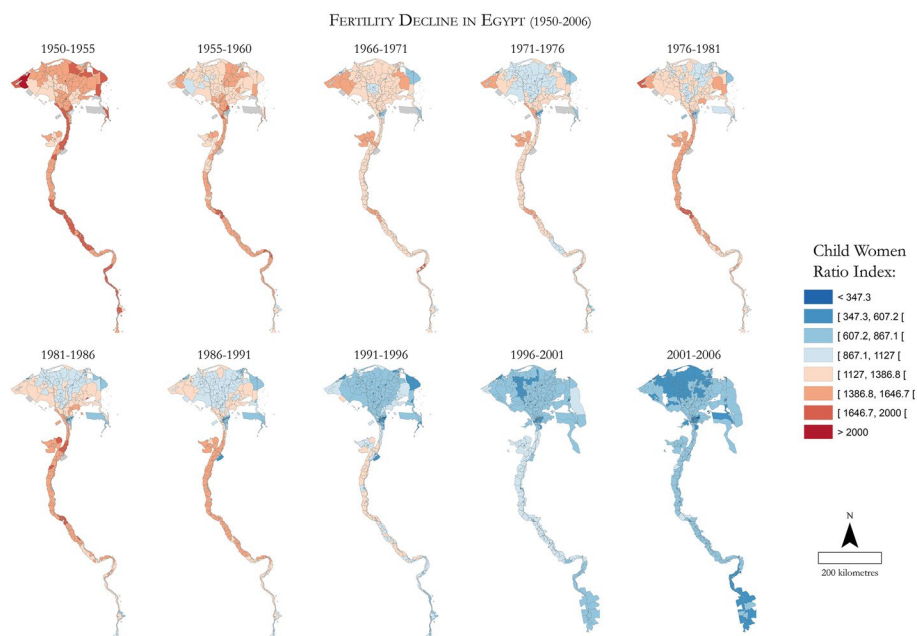 FERTILITY DECLINE IN EGYPT (1950-2006)
1950-1955
1955-1960
1966-1971
1971-1976
1976-1981
Child Women
Ratio Index:
< 347.3
[ 347.3, 607.2 [
[ 607.2, 867.1 [
[ 867.1, 1127 [
[ 1127, 1386.8 [
[ 1386.8, 1646.7 [
[ 1646.7, 2000 [
> 2000
1981-1986
1986-1991
1991-1996
1996-2001
2001-2006
N
200 kilometres